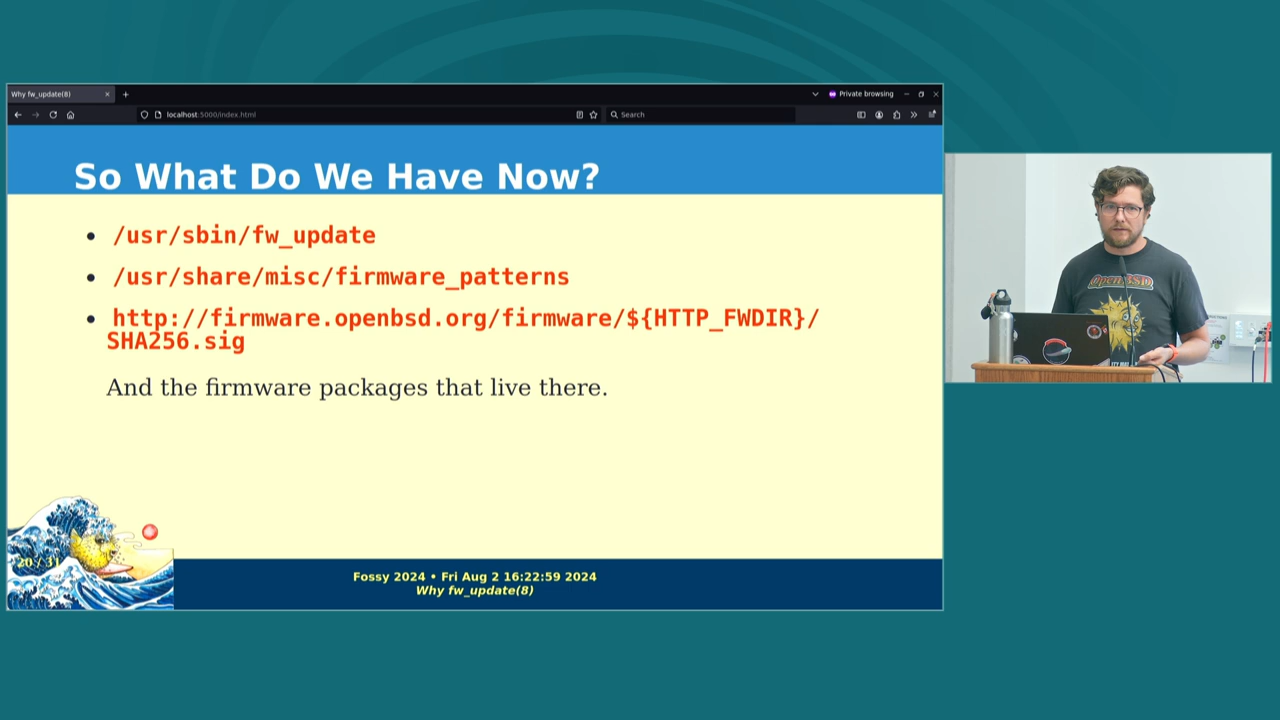 Why fw_update(8)
Private browsing
localhost:5000/index.html
Search
So What Do We Have Now?
• /usr/sbin/fw_update
• /usr/share/misc/firmware_patterns
• http://firmware.openbsd.org/firmware/${HTTP_FWDIR}/
SHA256.sig
And the firmware packages that live there.
OpenBSD
20 / 31
Fossy 2024 • Fri Aug 2 16:22:59 2024
Why fw_update(8)